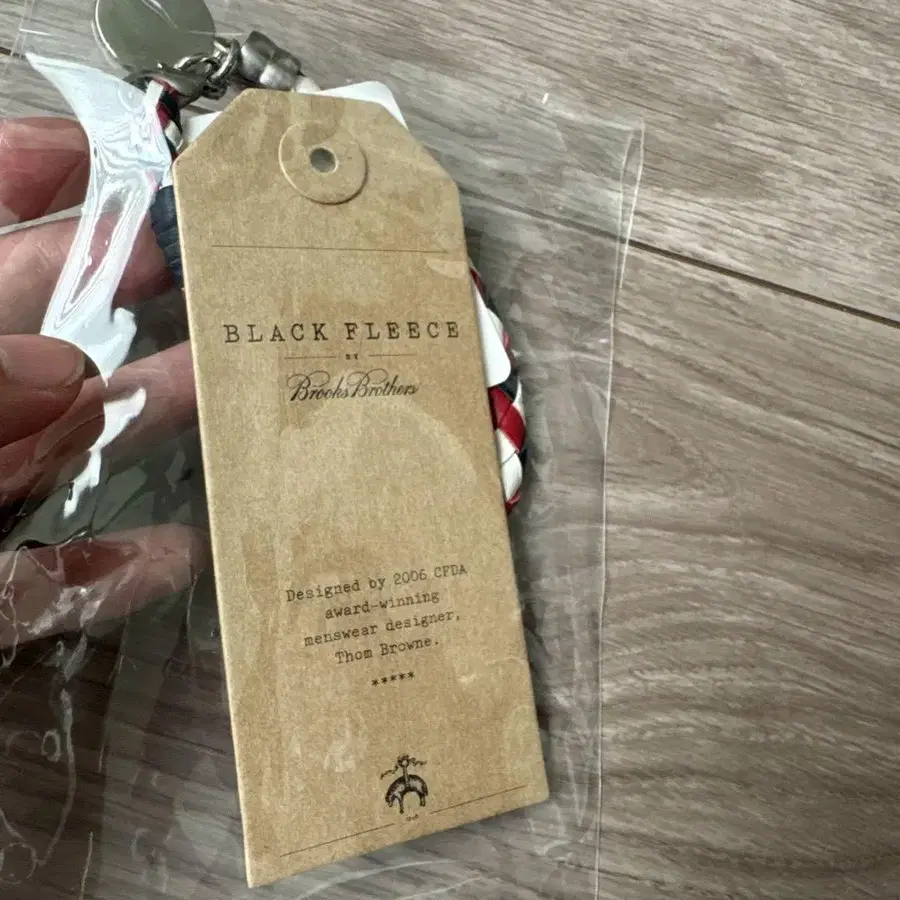 BLACK FLEECE
BY
Brooks Brothers
Designed by 2006 CFDA
award-winning
menswear designer,
Thom Browne.
*****